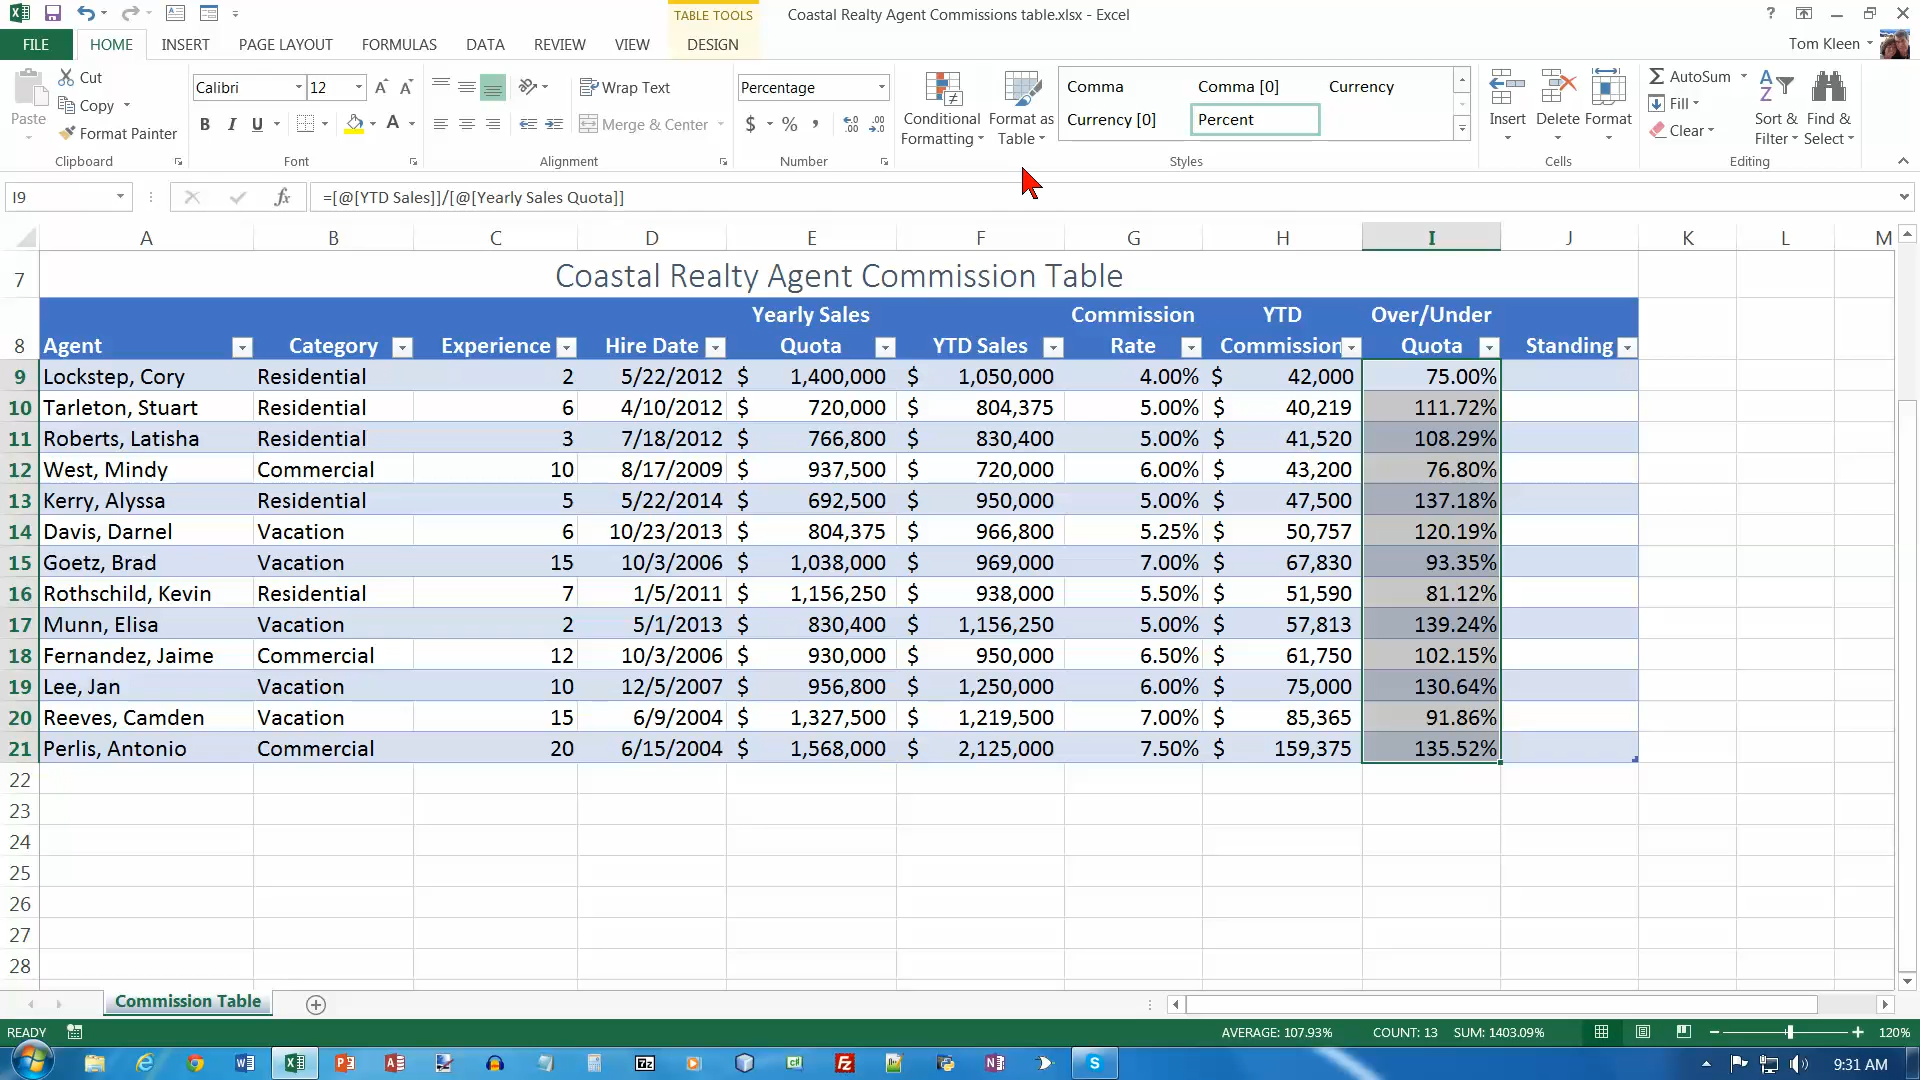 TABLE TOOLS
Coastal Realty Agent Commissions table.xlsx - Excel
?
FILE HOME INSERT PAGE LAYOUT FORMULAS DATA REVIEW VIEW DESIGN
Tom Kleen
Paste
Cut
Copy
Format Painter
Clipboard
Calibri 12
B I U A
Font
Wrap Text
Merge & Center
Alignment
Percentage
$ % ,
Number
Conditional Formatting
Format as Table
Comma Comma [0] Currency
Currency [0] Percent
Styles
Insert Delete Format
Cells
AutoSum
Fill
Clear
Sort & Filter
Find & Select
Editing
I9 fx =[@[YTD Sales]]/[@[Yearly Sales Quota]]
A B C D E F G H I J K L M
7 Coastal Realty Agent Commission Table
8 Agent Category Experience Hire Date Yearly Sales Quota YTD Sales Commission Rate YTD Commission Over/Under Quota Standing
9 Lockstep, Cory Residential 2 5/22/2012 $ 1,400,000 $ 1,050,000 4.00% $ 42,000 75.00%
10 Tarleton, Stuart Residential 6 4/10/2012 $ 720,000 $ 804,375 5.00% $ 40,219 111.72%
11 Roberts, Latisha Residential 3 7/18/2012 $ 766,800 $ 830,400 5.00% $ 41,520 108.29%
12 West, Mindy Commercial 10 8/17/2009 $ 937,500 $ 720,000 6.00% $ 43,200 76.80%
13 Kerry, Alyssa Residential 5 5/22/2014 $ 692,500 $ 950,000 5.00% $ 47,500 137.18%
14 Davis, Darnel Vacation 6 10/23/2013 $ 804,375 $ 966,800 5.25% $ 50,757 120.19%
15 Goetz, Brad Vacation 15 10/3/2006 $ 1,038,000 $ 969,000 7.00% $ 67,830 93.35%
16 Rothschild, Kevin Residential 7 1/5/2011 $ 1,156,250 $ 938,000 5.50% $ 51,590 81.12%
17 Munn, Elisa Vacation 2 5/1/2013 $ 830,400 $ 1,156,250 5.00% $ 57,813 139.24%
18 Fernandez, Jaime Commercial 12 10/3/2006 $ 930,000 $ 950,000 6.50% $ 61,750 102.15%
19 Lee, Jan Vacation 10 12/5/2007 $ 956,800 $ 1,250,000 6.00% $ 75,000 130.64%
20 Reeves, Camden Vacation 15 6/9/2004 $ 1,327,500 $ 1,219,500 7.00% $ 85,365 91.86%
21 Perlis, Antonio Commercial 20 6/15/2004 $ 1,568,000 $ 2,125,000 7.50% $ 159,375 135.52%
22
23
24
25
26
27
28
Commission Table
READY AVERAGE: 107.93% COUNT: 13 SUM: 1403.09% 120%
9:31 AM